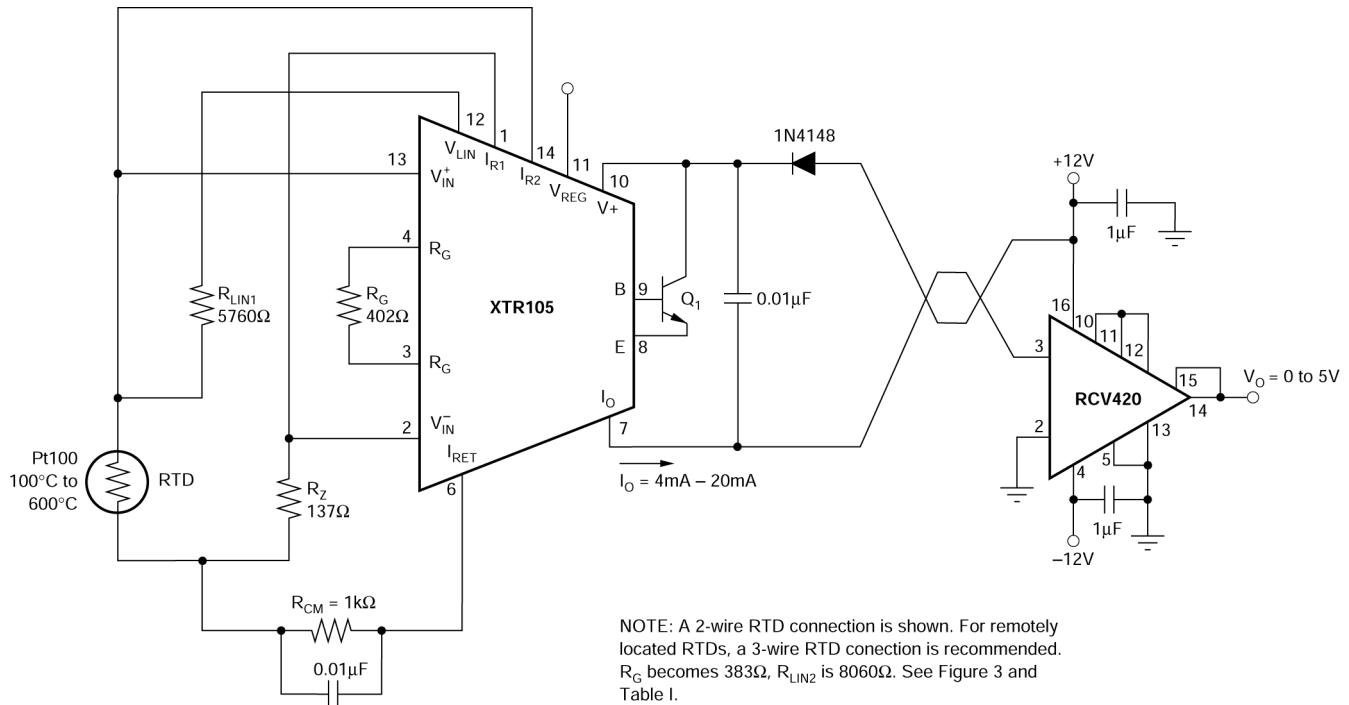 12
1
13
V_LIN
I_R1
14
I_R2
11
V_REG
10
V+
V_IN^+
1N4148
+12V
1µF
4
R_G
R_LIN1
5760Ω
R_G
402Ω
XTR105
B
9
Q_1
0.01µF
E
8
3
R_G
I_O
7
16
10
11
12
3
15
RCV420
V_O = 0 to 5V
14
2
13
5
4
1µF
–12V
2
V_IN^–
I_RET
6
I_O = 4mA – 20mA
Pt100
100°C to
600°C
RTD
R_Z
137Ω
R_CM = 1kΩ
0.01µF
NOTE: A 2-wire RTD connection is shown. For remotely
located RTDs, a 3-wire RTD conection is recommended.
R_G becomes 383Ω, R_LIN2 is 8060Ω. See Figure 3 and
Table I.